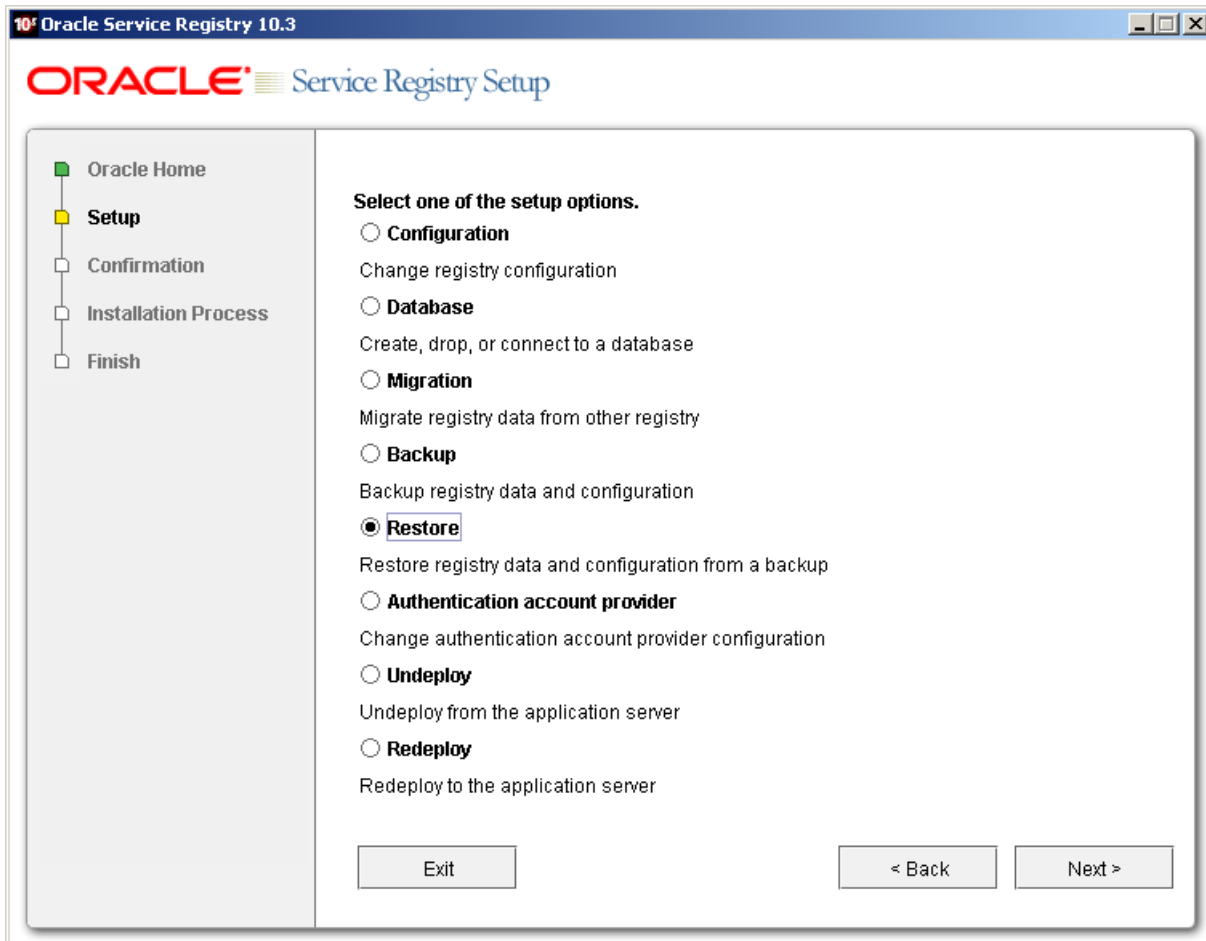 Oracle Service Registry 10.3
ORACLE Service Registry Setup
Oracle Home
Setup
Confirmation
Installation Process
Finish
Select one of the setup options.
Configuration
Change registry configuration
Database
Create, drop, or connect to a database
Migration
Migrate registry data from other registry
Backup
Backup registry data and configuration
Restore
Restore registry data and configuration from a backup
Authentication account provider
Change authentication account provider configuration
Undeploy
Undeploy from the application server
Redeploy
Redeploy to the application server
Exit
< Back
Next >